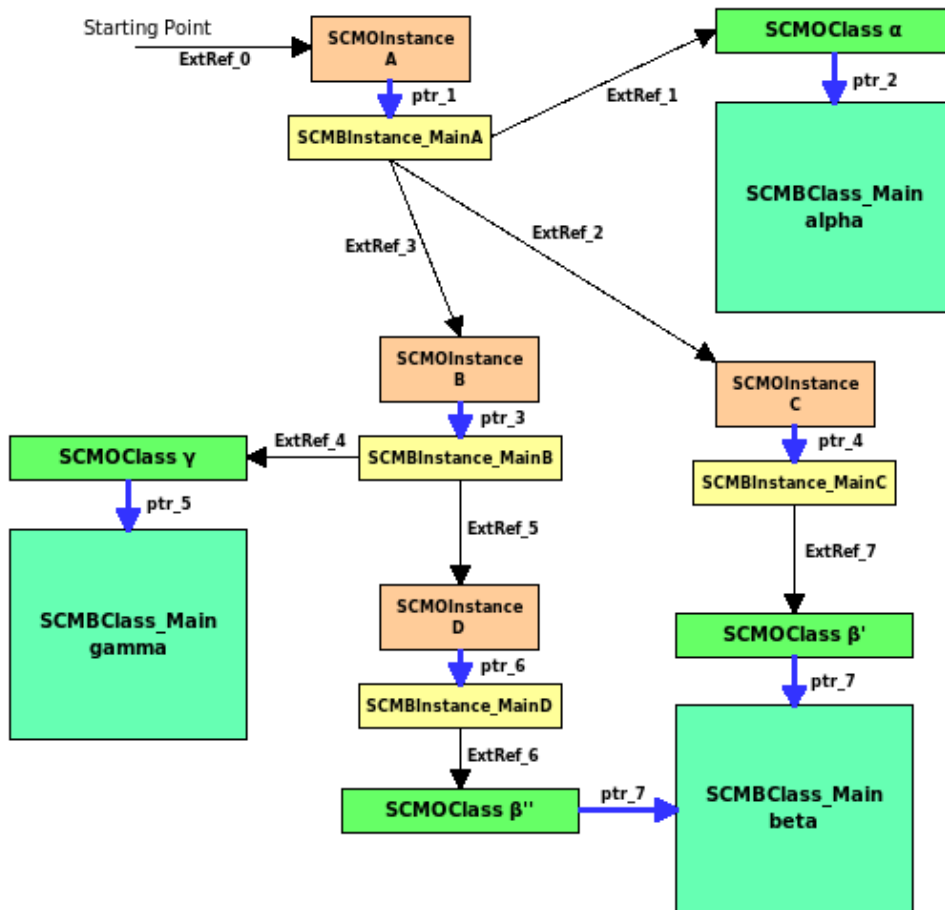 Starting Point
ExtRef_0
SCMOInstance
A
SCMOClass α
ptr_1
ExtRef_1
ptr_2
SCMBInstance_MainA
SCMBClass_Main
alpha
ExtRef_3
ExtRef_2
SCMOInstance
B
SCMOInstance
C
ptr_3
ptr_4
ExtRef_4
SCMOClass γ
SCMBInstance_MainB
SCMBInstance_MainC
ptr_5
ExtRef_5
ExtRef_7
SCMBClass_Main
gamma
SCMOInstance
D
SCMOClass β'
ptr_6
ptr_7
SCMBInstance_MainD
ExtRef_6
SCMOClass β''
ptr_7
SCMBClass_Main
beta